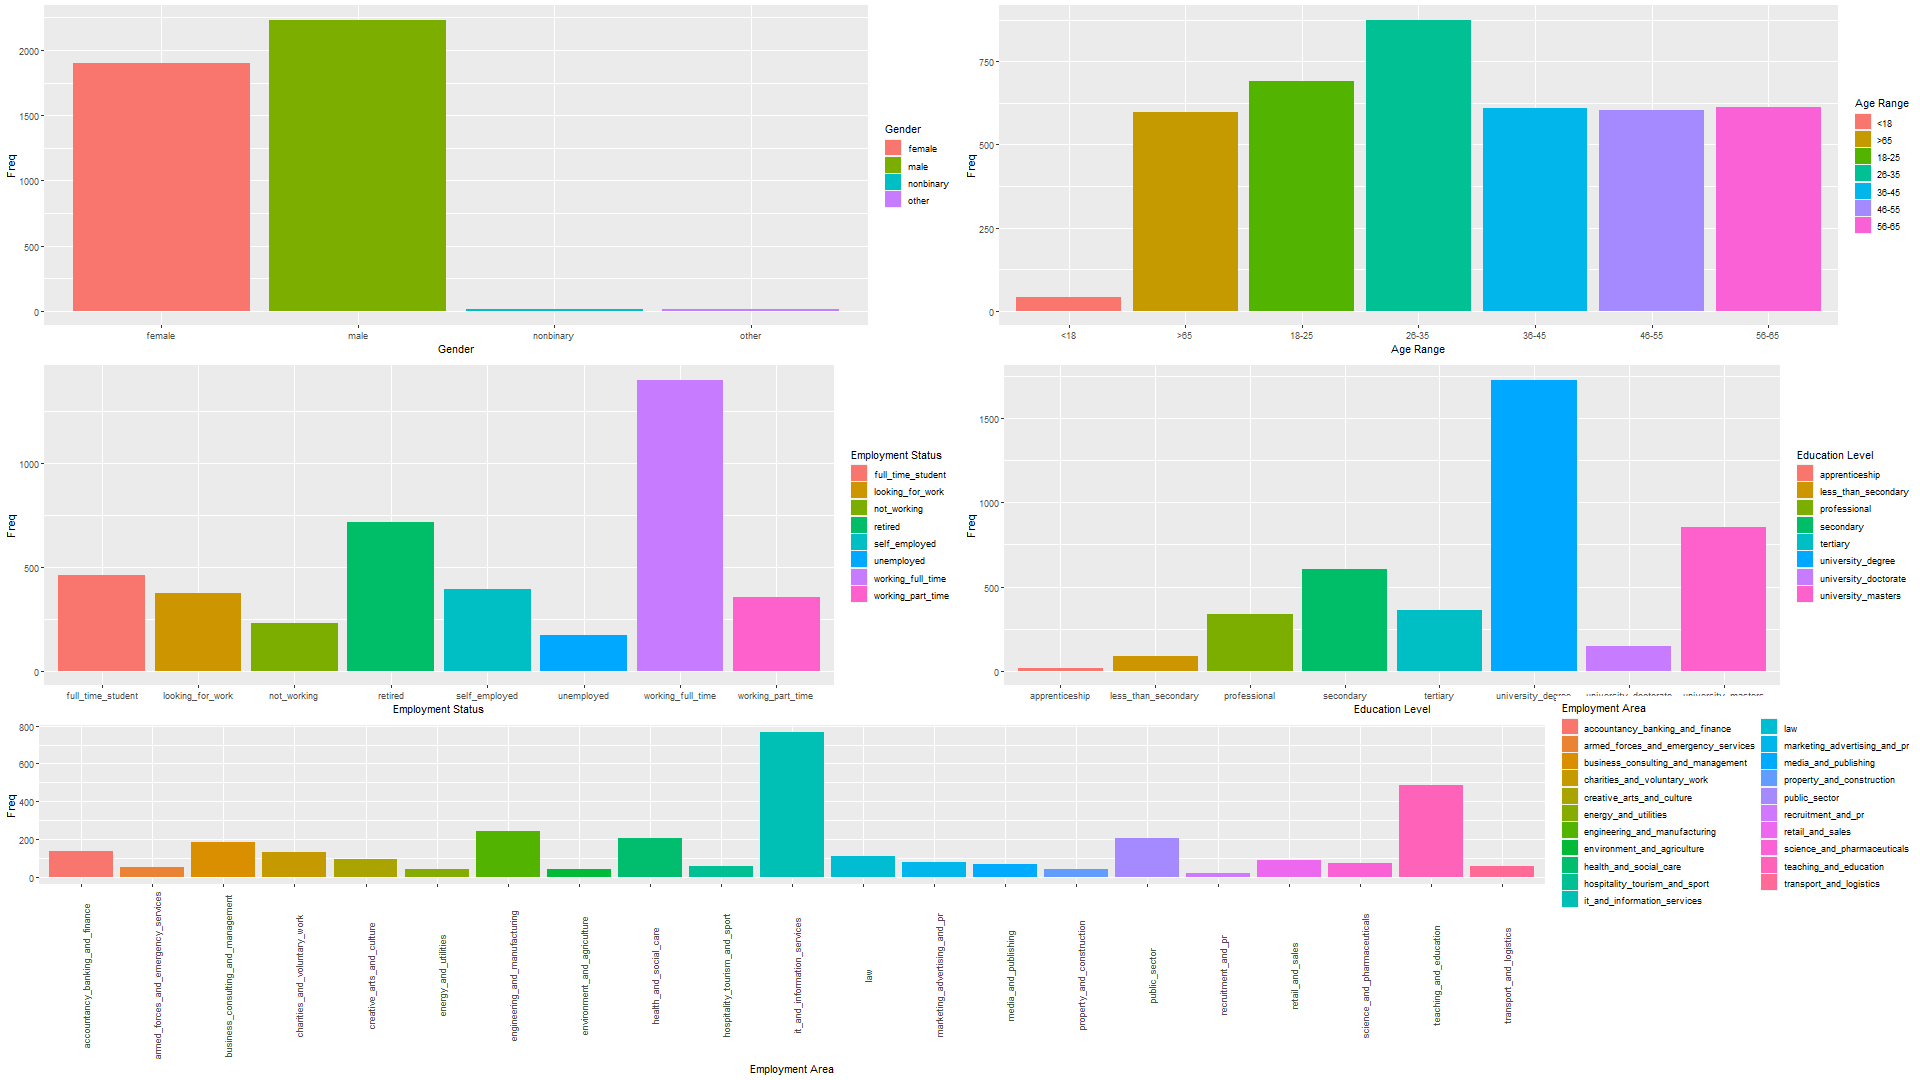 2000
1500
1000
500
0
Freq
female
male
nonbinary
other
Gender
Gender
female
male
nonbinary
other
750
500
250
0
Freq
<18
>65
18-25
26-35
36-45
46-55
56-65
Age Range
Age Range
<18
>65
18-25
26-35
36-45
46-55
56-65
1000
500
0
Freq
full_time_student
looking_for_work
not_working
retired
self_employed
unemployed
working_full_time
working_part_time
Employment Status
Employment Status
full_time_student
looking_for_work
not_working
retired
self_employed
unemployed
working_full_time
working_part_time
1500
1000
500
0
Freq
apprenticeship
less_than_secondary
professional
secondary
tertiary
university_degree
university_doctorate
university_masters
Education Level
Education Level
apprenticeship
less_than_secondary
professional
secondary
tertiary
university_degree
university_doctorate
university_masters
800
600
400
200
0
Freq
accountancy_banking_and_finance
armed_forces_and_emergency_services
business_consulting_and_management
charities_and_voluntary_work
creative_arts_and_culture
energy_and_utilities
engineering_and_manufacturing
environment_and_agriculture
health_and_social_care
hospitality_tourism_and_sport
it_and_information_services
law
marketing_advertising_and_pr
media_and_publishing
property_and_construction
public_sector
recruitment_and_pr
retail_and_sales
science_and_pharmaceuticals
teaching_and_education
transport_and_logistics
Employment Area
Employment Area
accountancy_banking_and_finance
armed_forces_and_emergency_services
business_consulting_and_management
charities_and_voluntary_work
creative_arts_and_culture
energy_and_utilities
engineering_and_manufacturing
environment_and_agriculture
health_and_social_care
hospitality_tourism_and_sport
it_and_information_services
law
marketing_advertising_and_pr
media_and_publishing
property_and_construction
public_sector
recruitment_and_pr
retail_and_sales
science_and_pharmaceuticals
teaching_and_education
transport_and_logistics